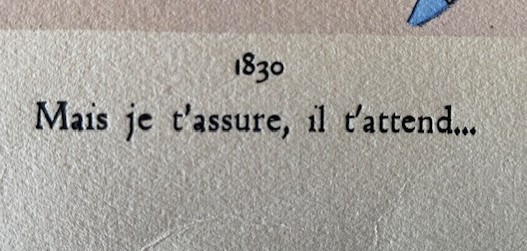 1830
Mais je t'assure, il t'attend...